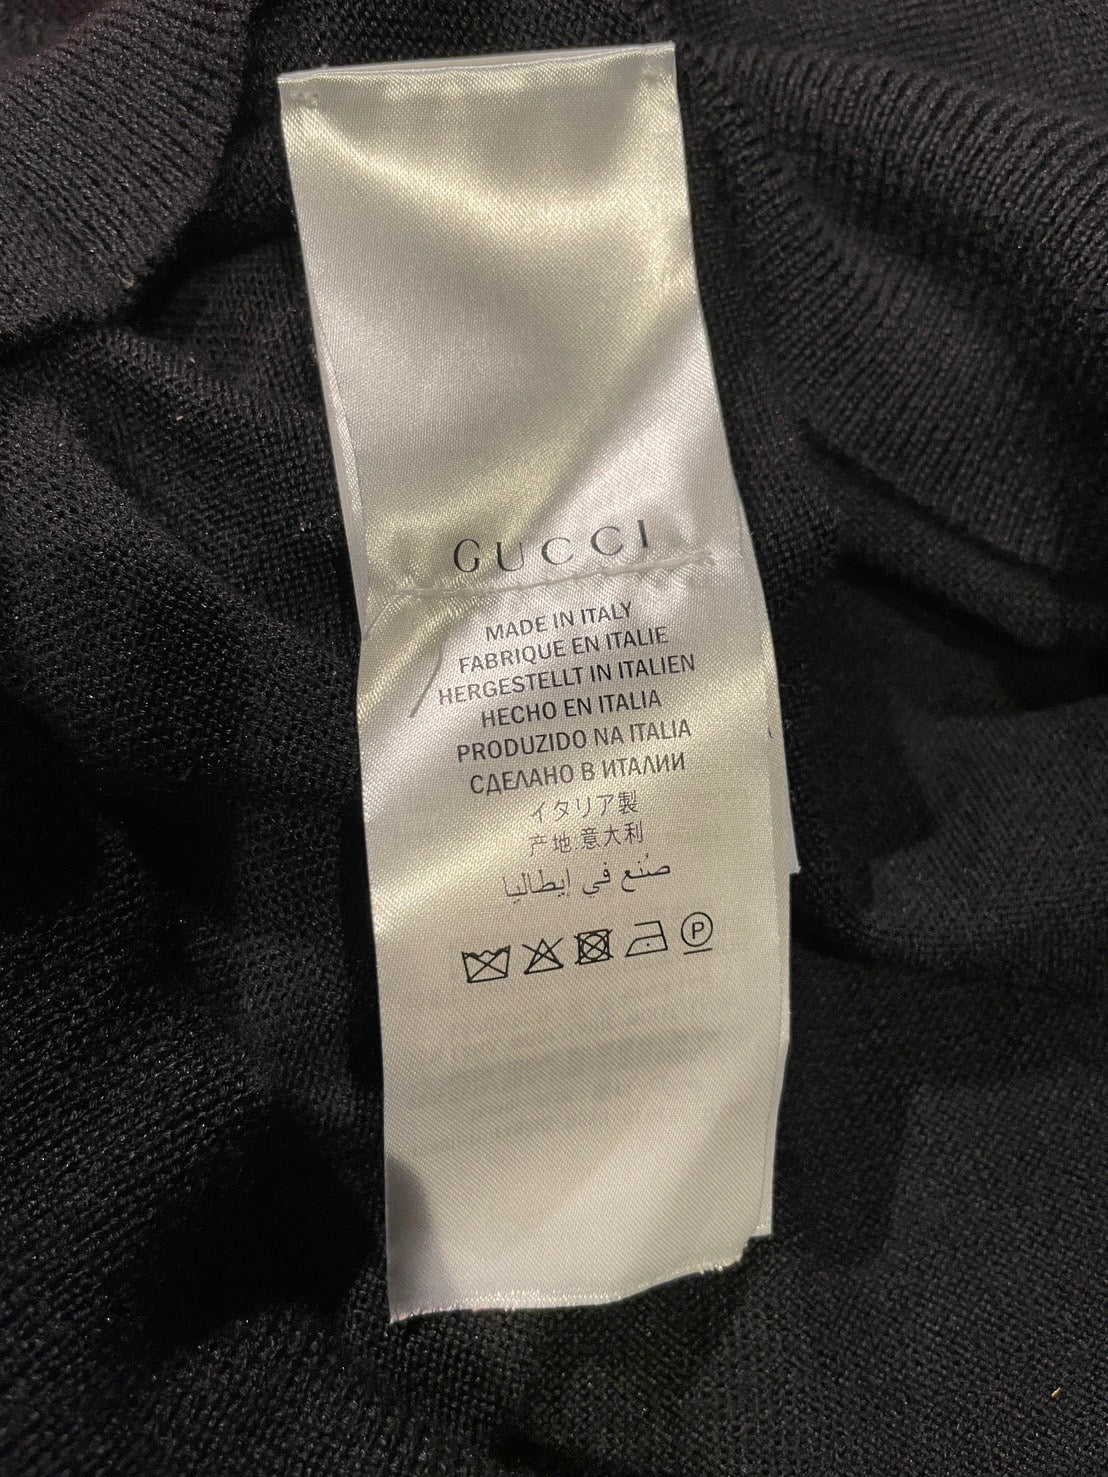 GUCCI
MADE IN ITALY
FABRIQUE EN ITALIE
HERGESTELLT IN ITALIEN
HECHO EN ITALIA
PRODUZIDO NA ITALIA
СДЕЛАНО В ИТАЛИИ
イタリア製
产地:意大利
صُنع في إيطاليا
P